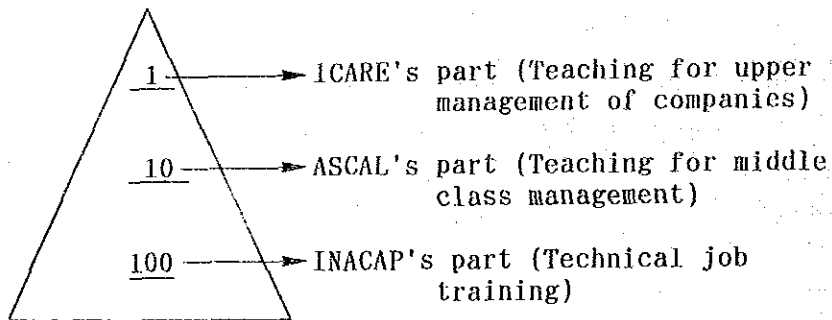 1 ICARE's part (Teaching for upper
management of companies)
10 ASCAL's part (Teaching for middle
class management)
100 INACAP's part (Technical job
training)